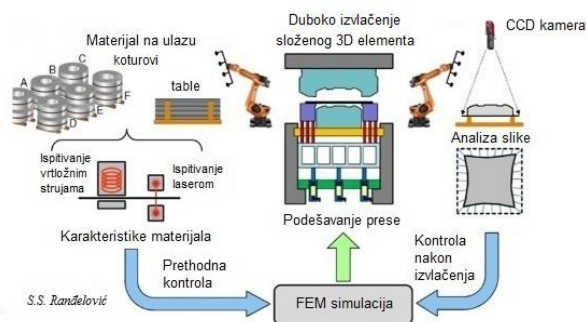 Materijal na ulazu
koturovi
A
B
C
D
E
F
table
Ispitivanje
vrtložnim
strujama
Ispitivanje
laserom
Karakteristike materijala
Prethodna
kontrola
S.S. Ranđelović
Duboko izvlačenje
složenog 3D elementa
Podešavanje prese
FEM simulacija
CCD kamera
Analiza slike
Kontrola
nakon
izvlačenja